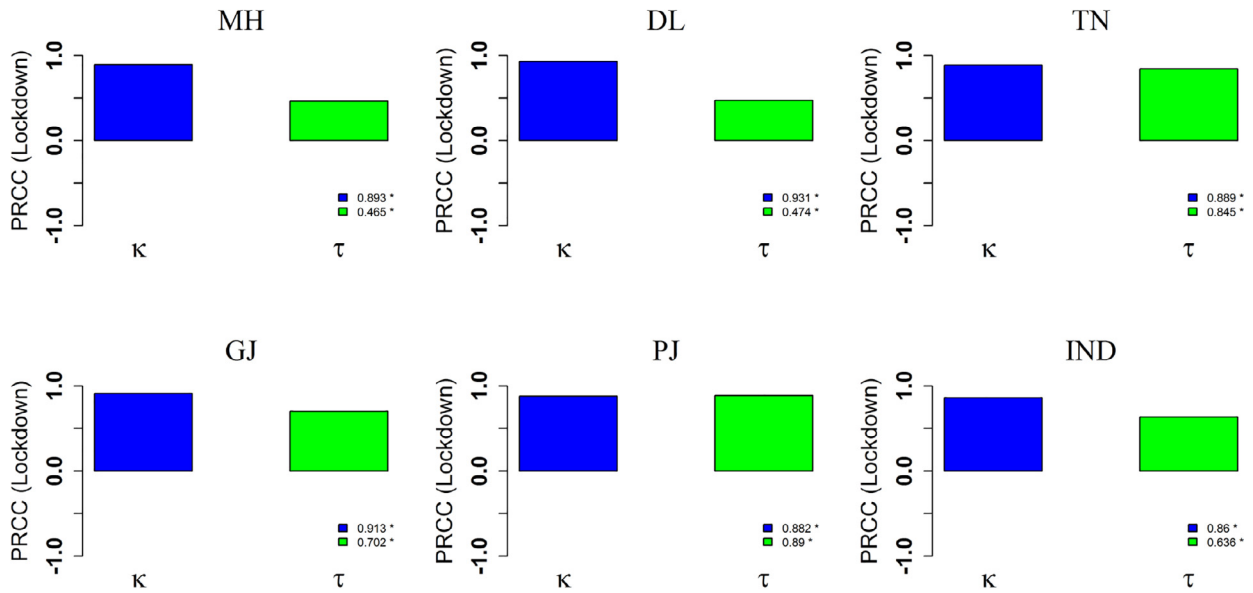 MH
PRCC (Lockdown)
1.0
0.0
-1.0
0.893 *
0.465 *
κ
τ
DL
PRCC (Lockdown)
1.0
0.0
-1.0
0.931 *
0.474 *
κ
τ
TN
PRCC (Lockdown)
1.0
0.0
-1.0
0.889 *
0.845 *
κ
τ
GJ
PRCC (Lockdown)
1.0
0.0
-1.0
0.913 *
0.702 *
κ
τ
PJ
PRCC (Lockdown)
1.0
0.0
-1.0
0.882 *
0.89 *
κ
τ
IND
PRCC (Lockdown)
1.0
0.0
-1.0
0.86 *
0.636 *
κ
τ